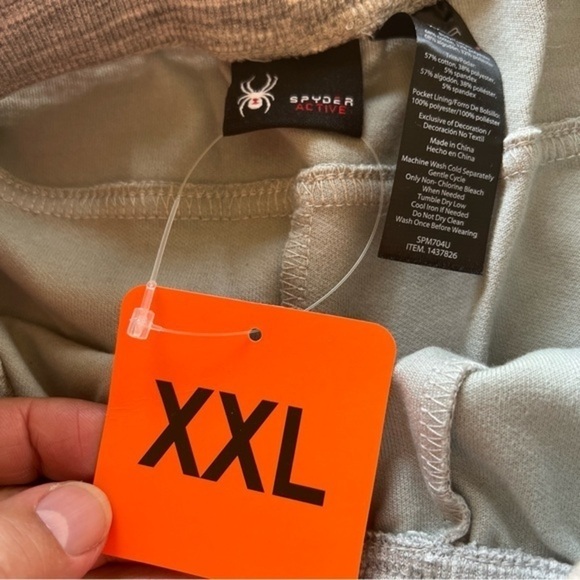 SPYDER
ACTIVE
57% cotton, 38% polyester,
5% spandex
57% algodón, 38% poliester,
5% spandex
Pocket Lining/Forro De Bolsillo:
100% polyester/100% poliéster
Exclusive of Decoration/
Decoración No Textil
Made in China
Hecho en China
Machine Wash Cold Separately
Gentle Cycle
Only Non- Chlorine Bleach
When Needed
Tumble Dry Low
Cool Iron if Needed
Do Not Dry Clean
Wash Once Before Wearing
SPM704U
ITEM. 1437826
XXL